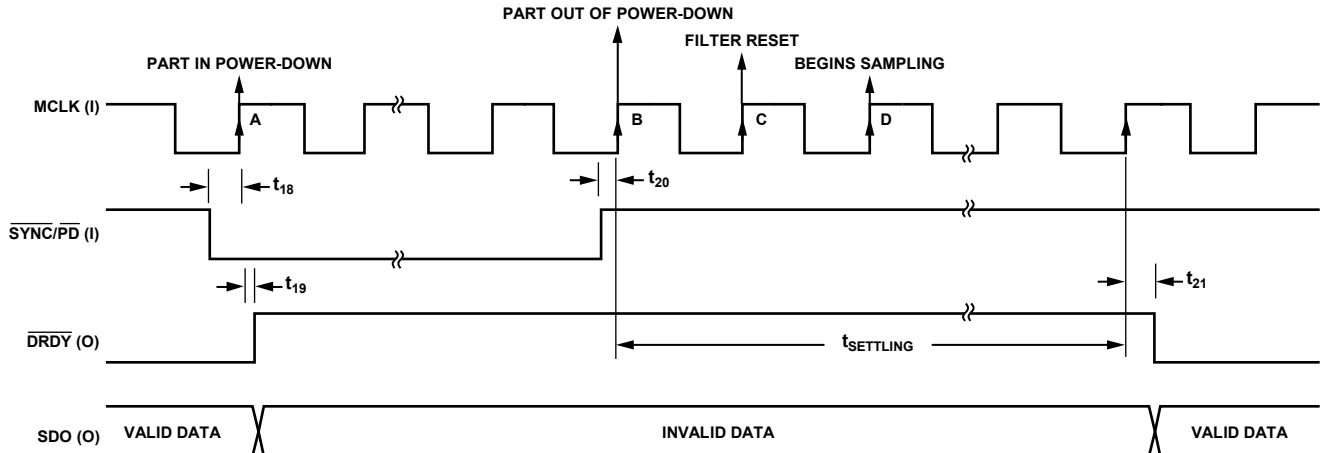 PART OUT OF POWER-DOWN
FILTER RESET
PART IN POWER-DOWN
BEGINS SAMPLING
MCLK (I)
A
B
C
D
t18
t20
SYNC/PD (I)
t19
t21
DRDY (O)
tSETTLING
SDO (O)
VALID DATA
INVALID DATA
VALID DATA